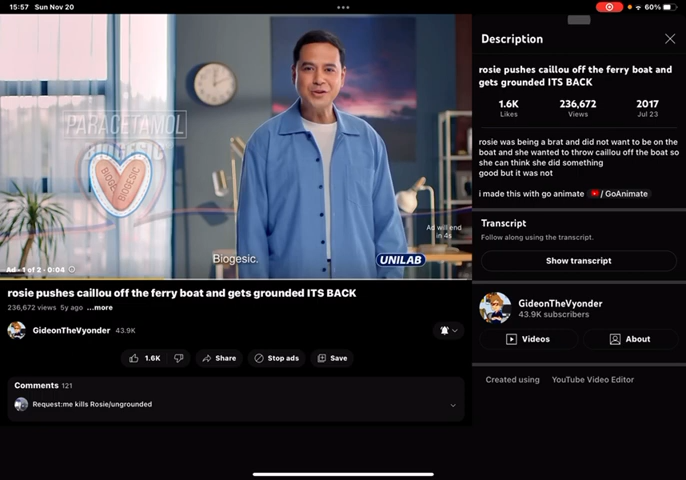 15:57 Sun Nov 20
60%
PARACETAMOL
BIOGESIC
BIOGESIC
BIOGESIC
Ad will end
in 4s
Biogesic.
UNILAB
Ad • 1 of 2 • 0:04
rosie pushes caillou off the ferry boat and gets grounded ITS BACK
236,672 views 5y ago ...more
GideonTheVyonder 43.9K
1.6K
Share
Stop ads
Save
Comments 121
Request:me kills Rosie/ungrounded
Description
rosie pushes caillou off the ferry boat and
gets grounded ITS BACK
1.6K 236,672 2017
Likes Views Jul 23
rosie was being a brat and did not want to be on the
boat and she wanted to throw caillou off the boat so
she can think she did something
good but it was not
i made this with go animate / GoAnimate
Transcript
Follow along using the transcript.
Show transcript
GideonTheVyonder
43.9K subscribers
Videos
About
Created using YouTube Video Editor